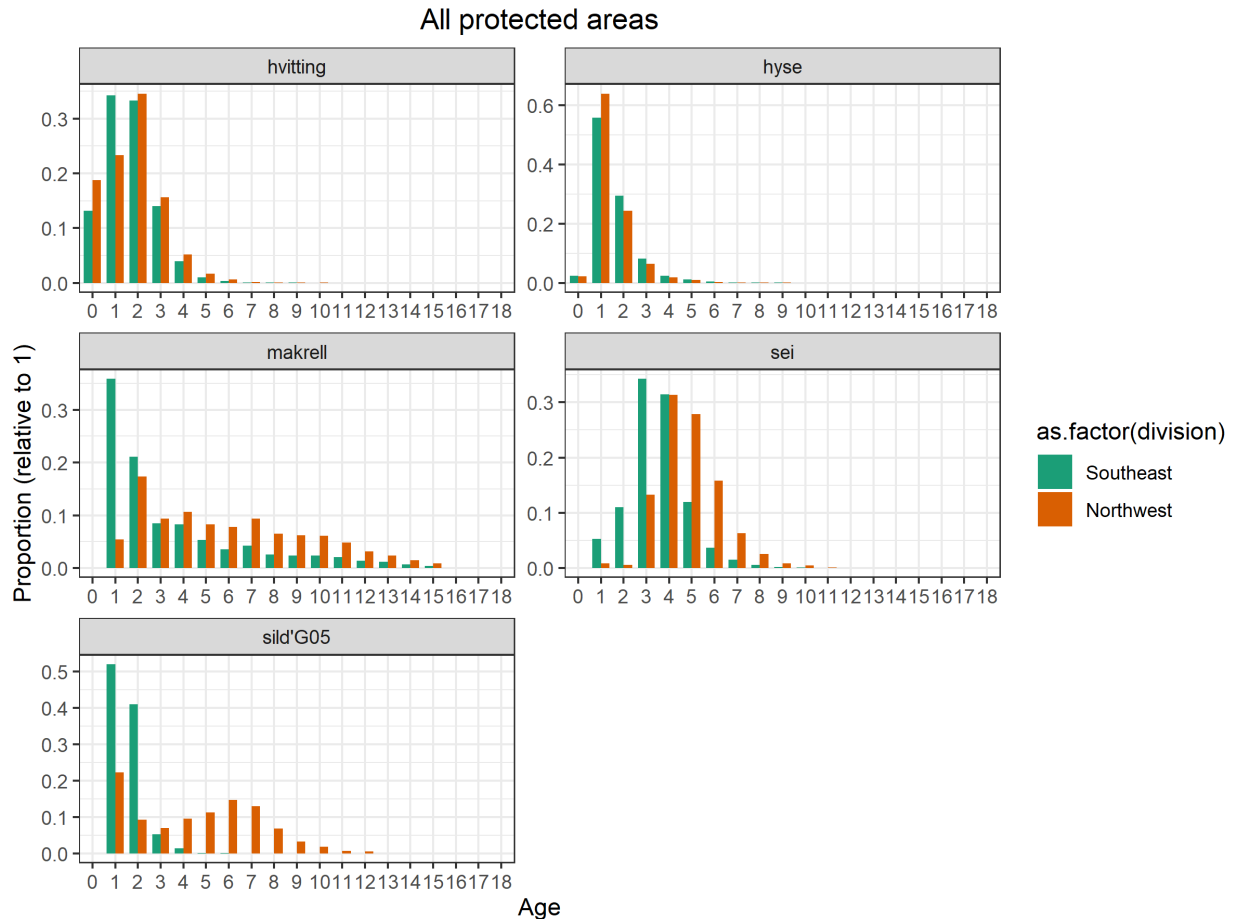 All protected areas
hvitting
hyse
0.3
0.2
0.1
0.0
0.6
0.4
0.2
0.0
0 1 2 3 4 5 6 7 8 9 10 11 12 13 14 15 16 17 18
0 1 2 3 4 5 6 7 8 9 10 11 12 13 14 15 16 17 18
makrell
sei
0.3
0.2
0.1
0.0
0.3
0.2
0.1
0.0
0 1 2 3 4 5 6 7 8 9 10 11 12 13 14 15 16 17 18
0 1 2 3 4 5 6 7 8 9 10 11 12 13 14 15 16 17 18
sild'G05
0.5
0.4
0.3
0.2
0.1
0.0
0 1 2 3 4 5 6 7 8 9 10 11 12 13 14 15 16 17 18
Proportion (relative to 1)
Age
as.factor(division)
Southeast
Northwest